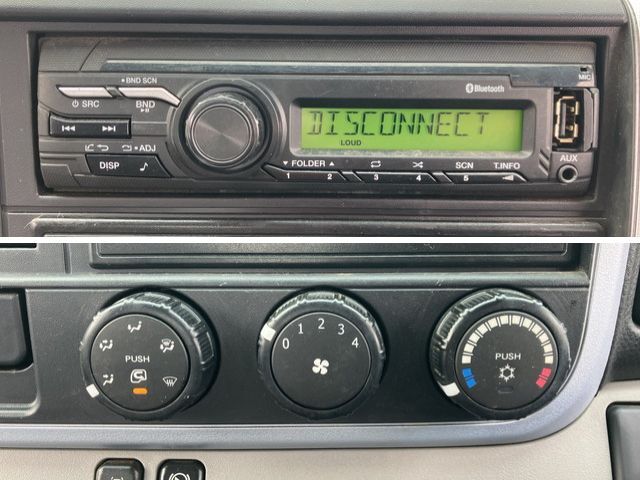 • BND SCN
SRC
BND
Bluetooth
MIC
DISCONNECT
LOUD
• ADJ
DISP
FOLDER
SCN
T.INFO
AUX
1 2 3 4 5
PUSH
0 1 2 3 4
PUSH